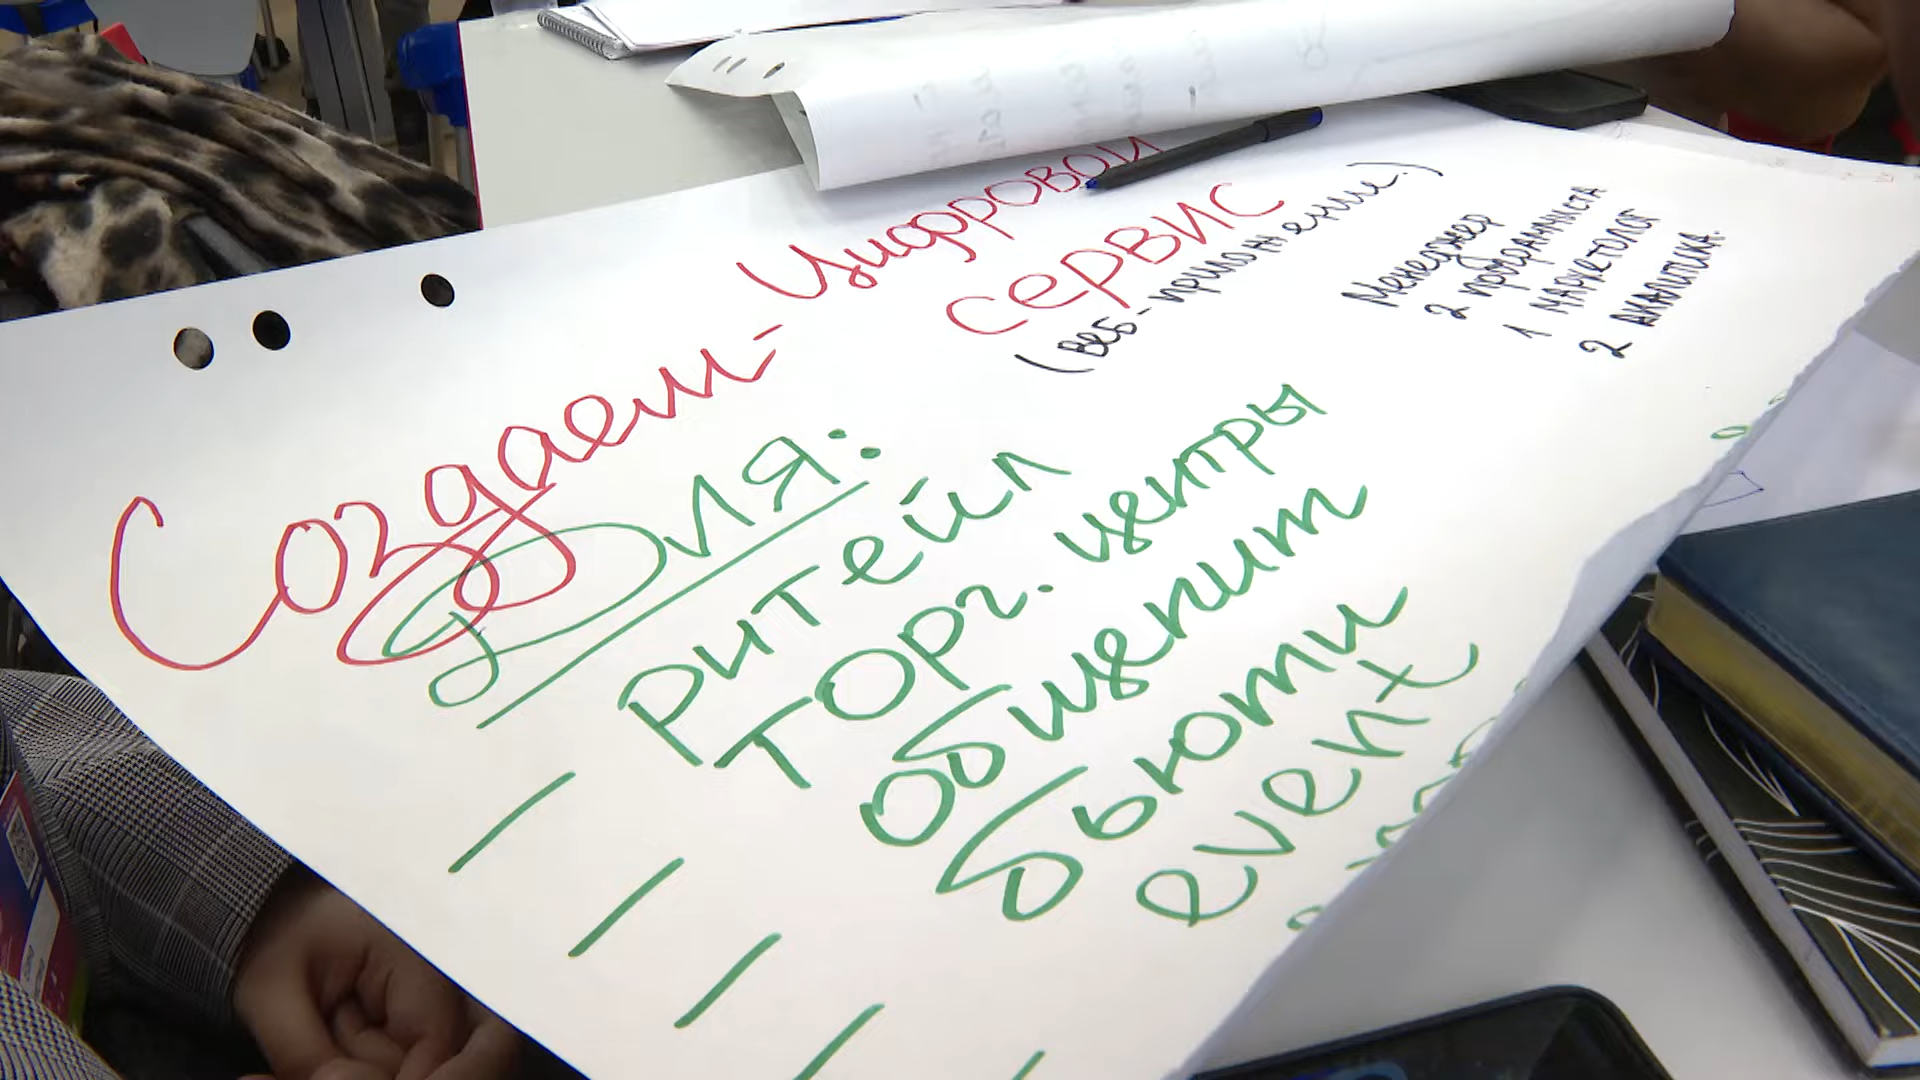 Создаем - Цифровой
сервис
(веб-приложение.)
Менеджер
2 программиста
1 маркетолог
2 аналитика.
Для:
- ритейл
- торг. центры
- общепит
- бьюти
- event